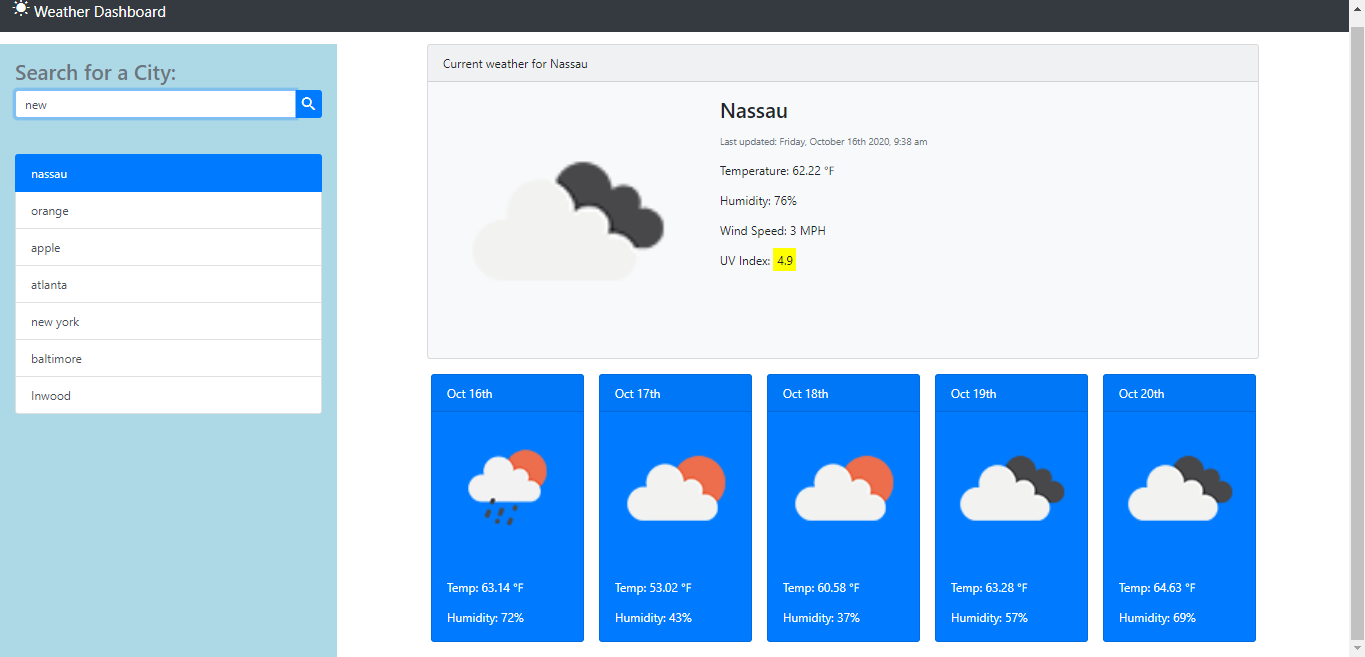 Weather Dashboard
Search for a City:
new
nassau
orange
apple
atlanta
new york
baltimore
Inwood
Current weather for Nassau
Nassau
Last updated: Friday, October 16th 2020, 9:38 am
Temperature: 62.22 °F
Humidity: 76%
Wind Speed: 3 MPH
UV Index: 4.9
Oct 16th
Temp: 63.14 °F
Humidity: 72%
Oct 17th
Temp: 53.02 °F
Humidity: 43%
Oct 18th
Temp: 60.58 °F
Humidity: 37%
Oct 19th
Temp: 63.28 °F
Humidity: 57%
Oct 20th
Temp: 64.63 °F
Humidity: 69%